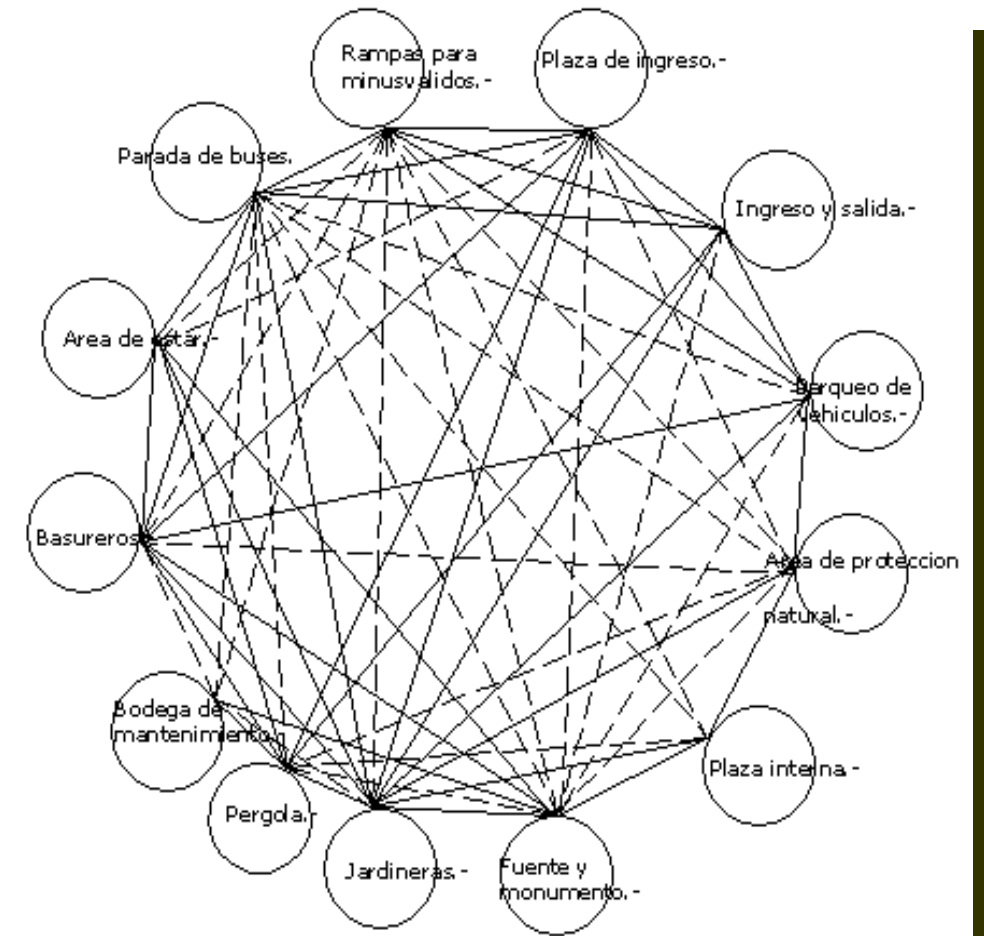 Rampas para
minusvalidos.-
Plaza de ingreso.-
Parada de buses.
Ingreso y salida.-
Area de estar.-
Parqueo de
vehiculos.-
Basureros.-
Area de proteccion
natural.-
Bodega de
mantenimiento.-
Plaza interna.-
Pergola.-
Jardineras.-
Fuente y
monumento.-